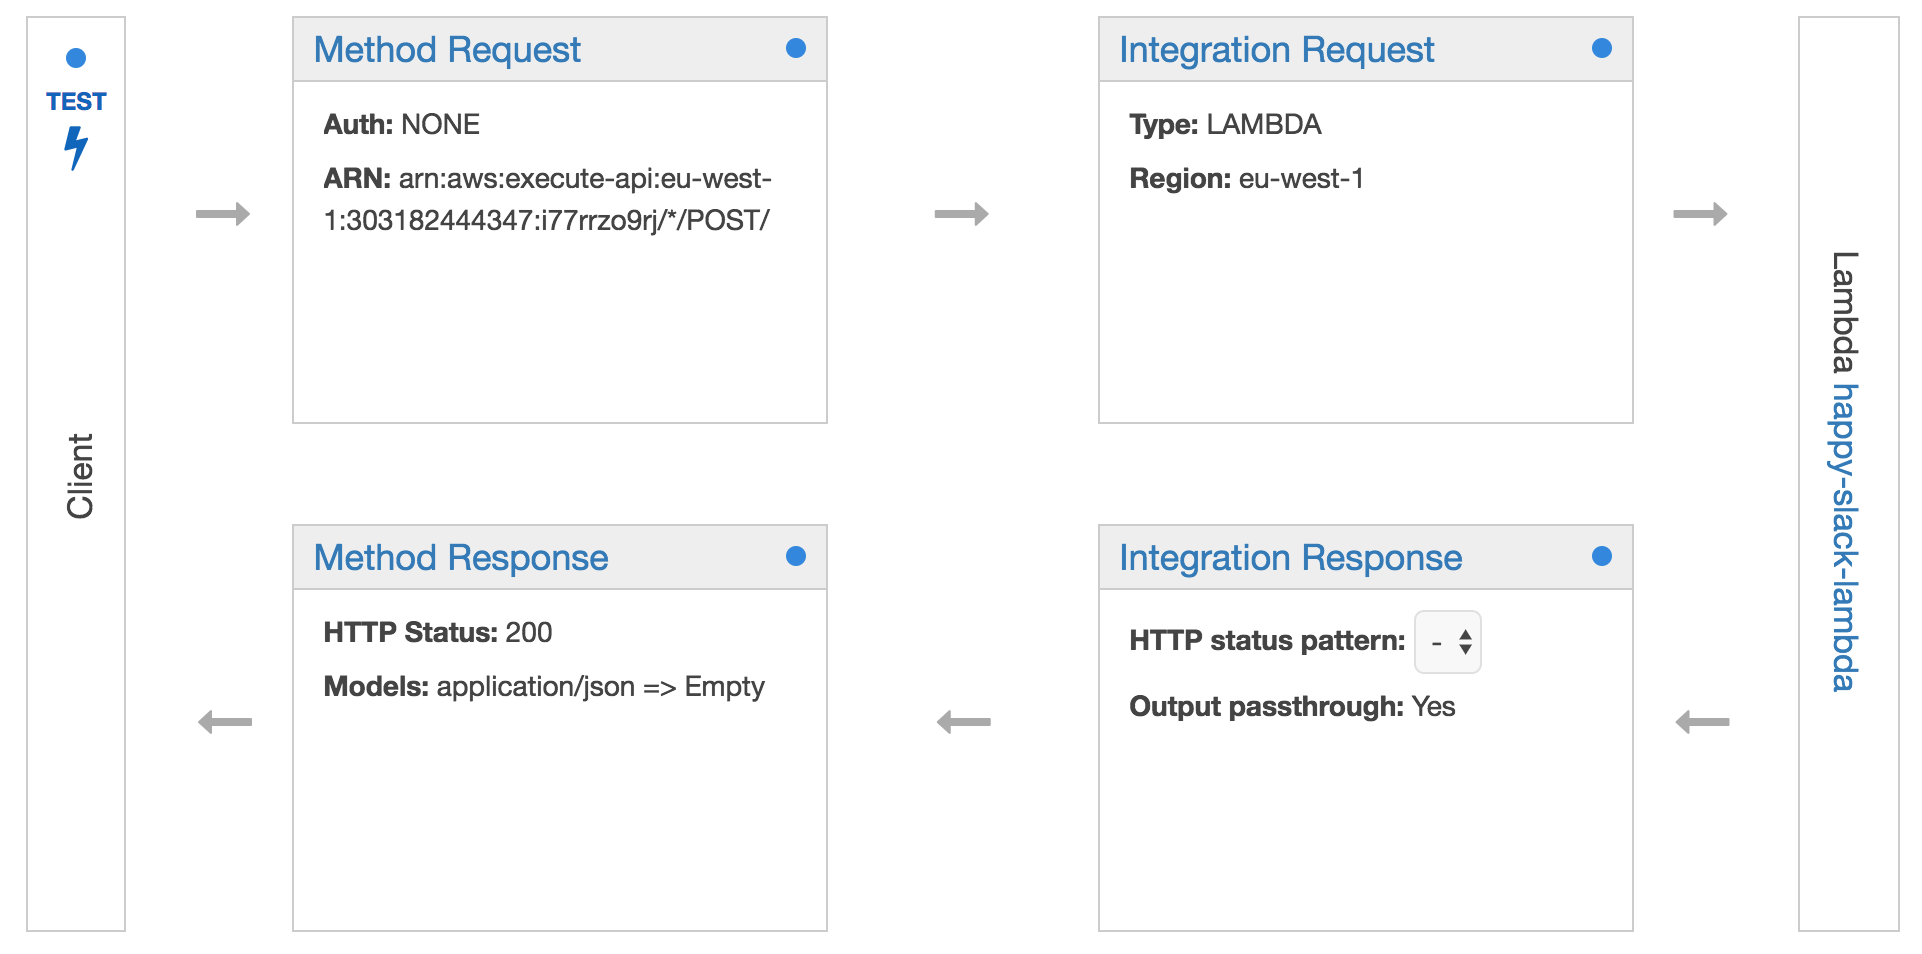 TEST
Client
Method Request
Auth: NONE
ARN: arn:aws:execute-api:eu-west-
1:303182444347:i77rrzo9rj/*/POST/
Integration Request
Type: LAMBDA
Region: eu-west-1
Lambda happy-slack-lambda
Method Response
HTTP Status: 200
Models: application/json => Empty
Integration Response
HTTP status pattern: -
Output passthrough: Yes